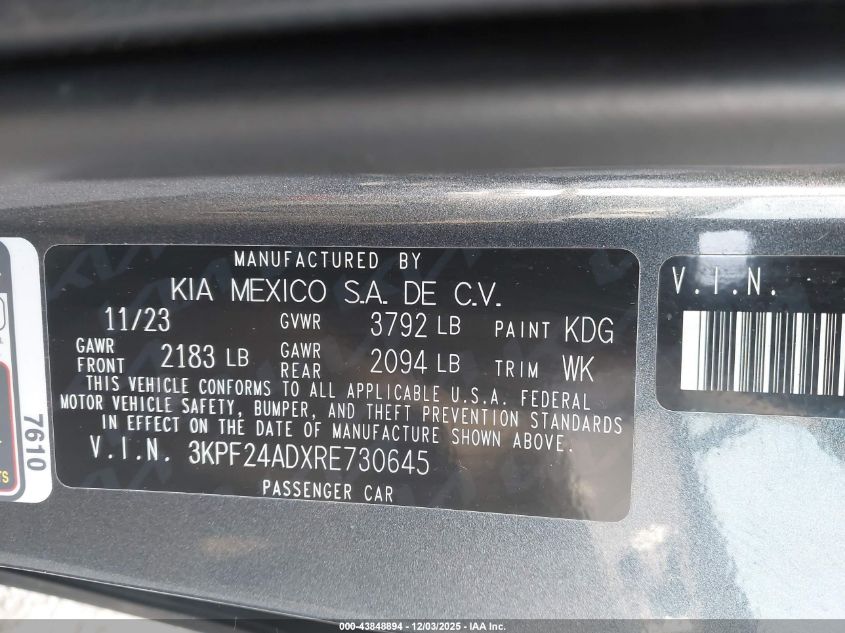 MANUFACTURED BY
KIA MEXICO S.A. DE C.V.
11/23 GVWR 3792 LB PAINT KDG
GAWR FRONT 2183 LB GAWR REAR 2094 LB TRIM WK
THIS VEHICLE CONFORMS TO ALL APPLICABLE U.S.A. FEDERAL
MOTOR VEHICLE SAFETY, BUMPER, AND THEFT PREVENTION STANDARDS
IN EFFECT ON THE DATE OF MANUFACTURE SHOWN ABOVE.
V.I.N. 3KPF24ADXRE730645
PASSENGER CAR
V.I.N.
7610
000-43848894 - 12/03/2025 - IAA Inc.